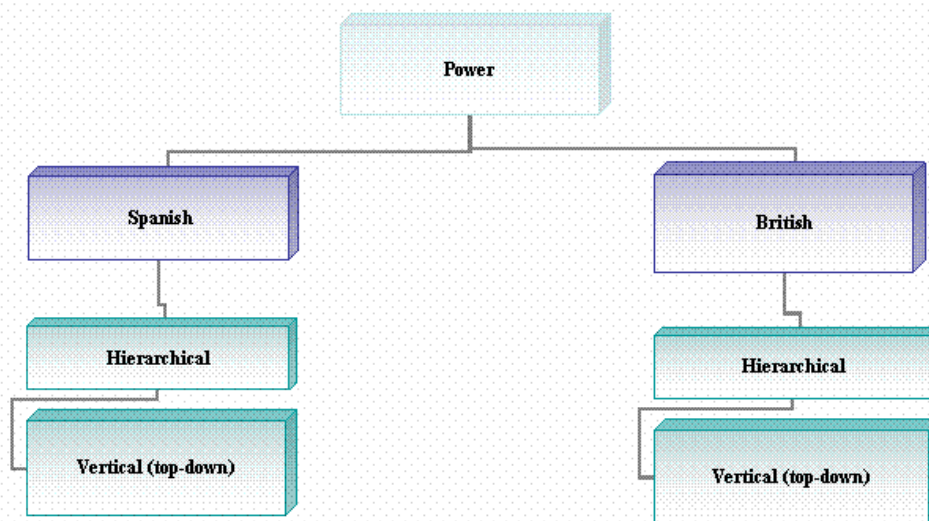 Power
Spanish
British
Hierarchical
Hierarchical
Vertical (top-down)
Vertical (top-down)